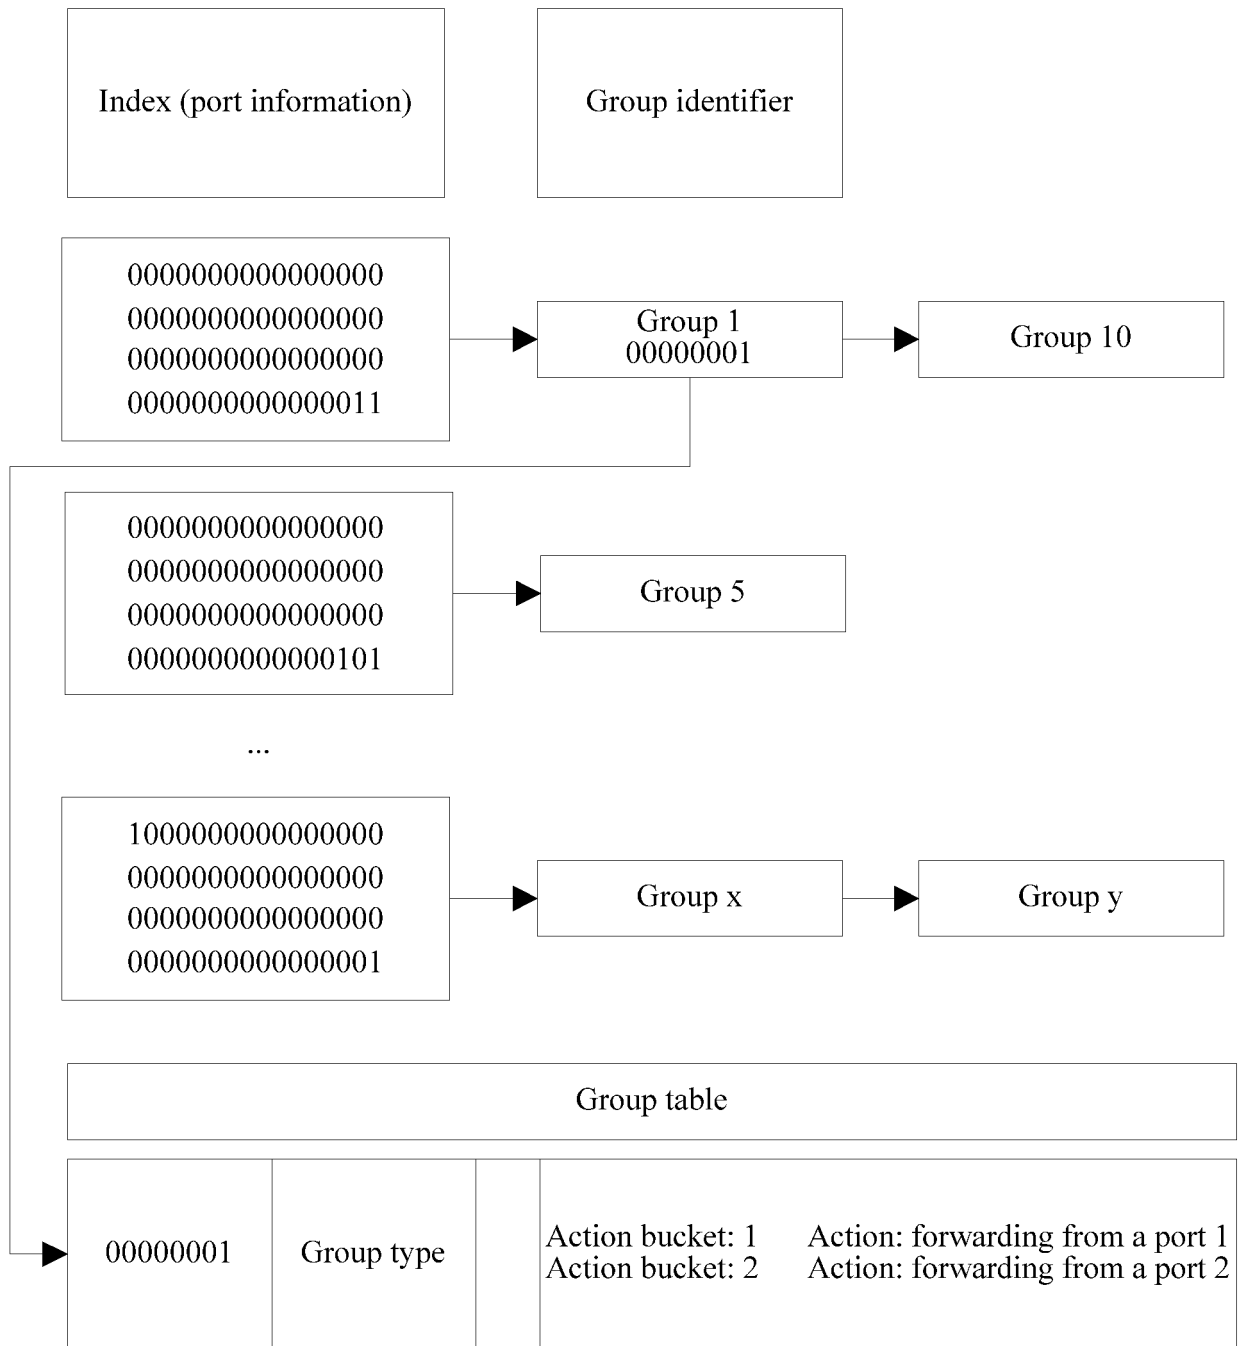 Index (port information)
Group identifier
0000000000000000
0000000000000000
0000000000000000
0000000000000011
Group 1
00000001
Group 10
0000000000000000
0000000000000000
0000000000000000
0000000000000101
Group 5
...
1000000000000000
0000000000000000
0000000000000000
0000000000000001
Group x
Group y
Group table
00000001
Group type
Action bucket: 1 Action: forwarding from a port 1
Action bucket: 2 Action: forwarding from a port 2